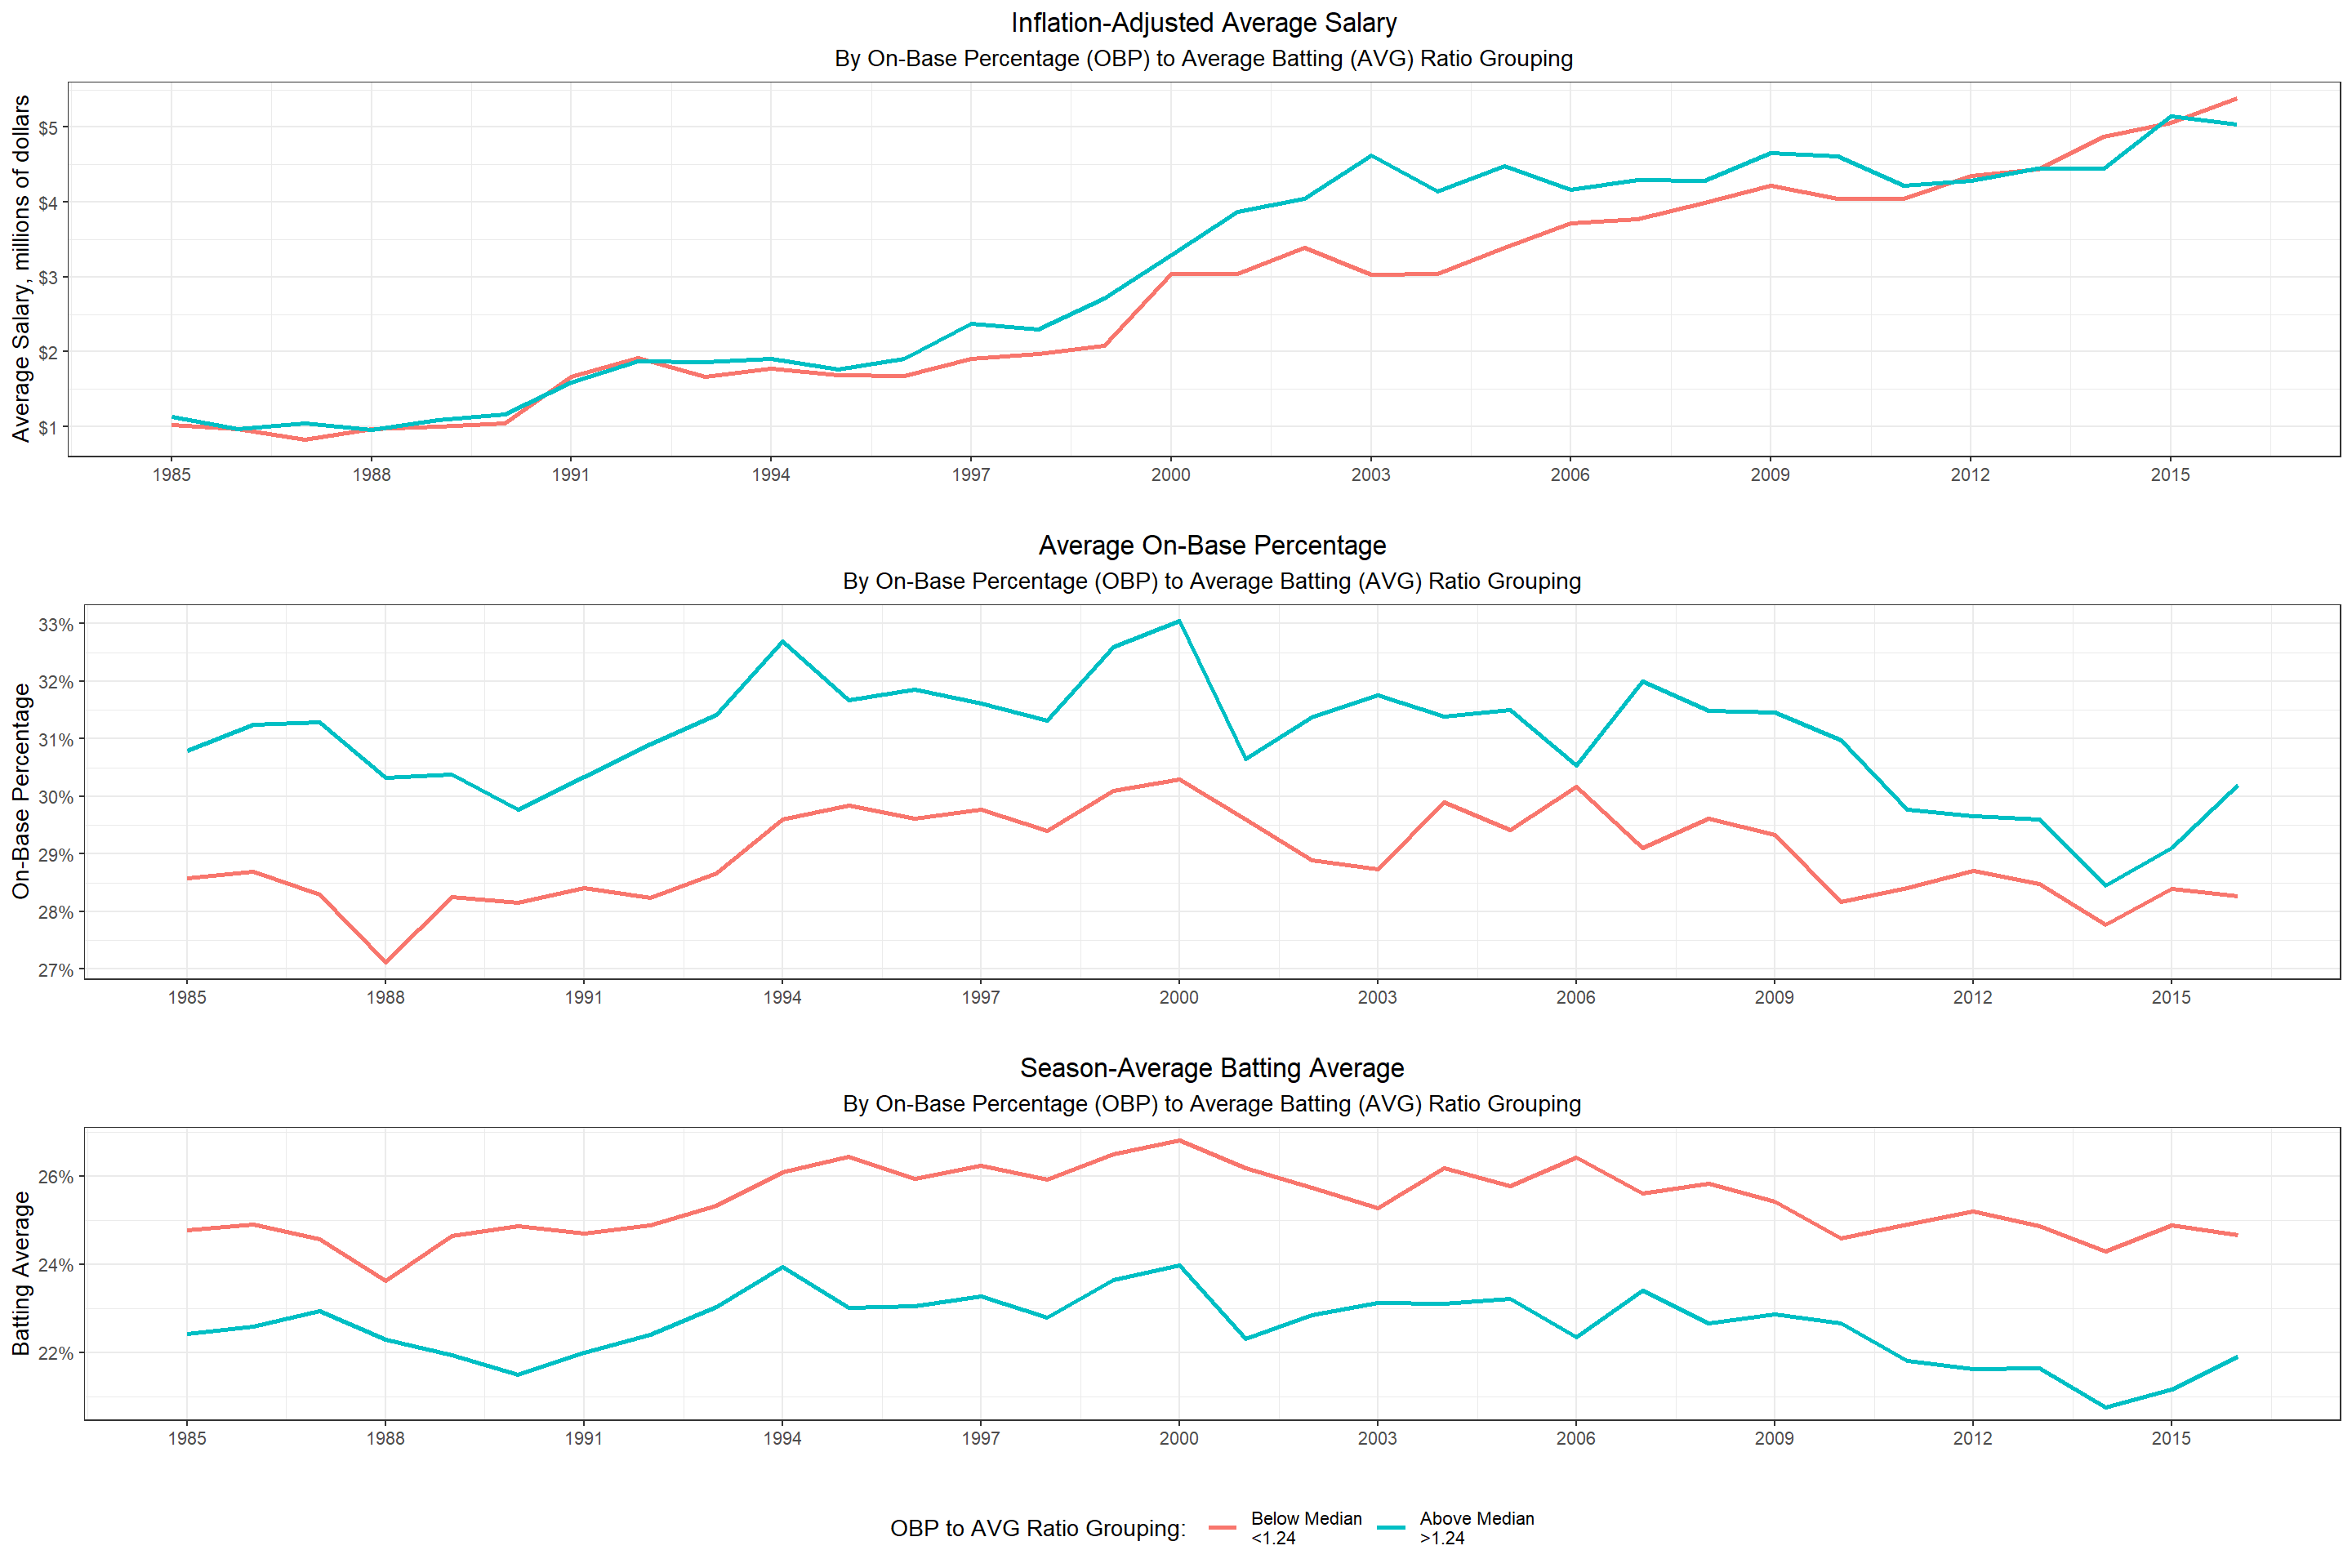 Inflation-Adjusted Average Salary
By On-Base Percentage (OBP) to Average Batting (AVG) Ratio Grouping
Average Salary, millions of dollars
$5
$4
$3
$2
$1
1985 1988 1991 1994 1997 2000 2003 2006 2009 2012 2015
Average On-Base Percentage
By On-Base Percentage (OBP) to Average Batting (AVG) Ratio Grouping
On-Base Percentage
33%
32%
31%
30%
29%
28%
27%
1985 1988 1991 1994 1997 2000 2003 2006 2009 2012 2015
Season-Average Batting Average
By On-Base Percentage (OBP) to Average Batting (AVG) Ratio Grouping
Batting Average
26%
24%
22%
1985 1988 1991 1994 1997 2000 2003 2006 2009 2012 2015
OBP to AVG Ratio Grouping:
Below Median
<1.24
Above Median
>1.24